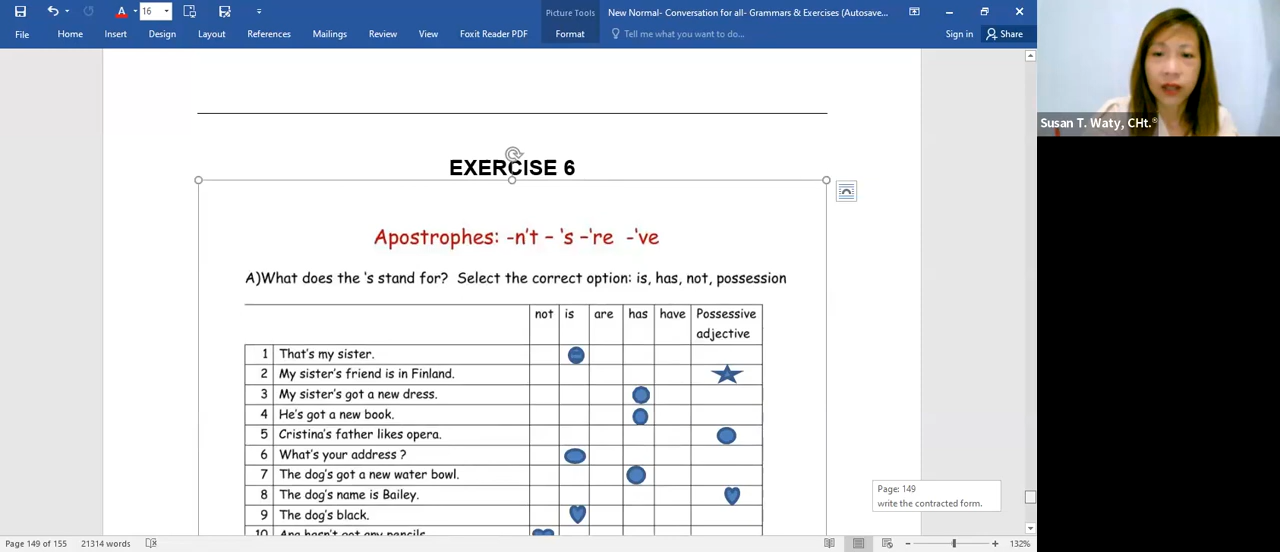 16
Picture Tools
New Normal- Conversation for all- Grammars & Exercises (Autosave...
File
Home
Insert
Design
Layout
References
Mailings
Review
View
Foxit Reader PDF
Format
Tell me what you want to do...
Sign in
Share
Susan T. Waty, CHt.®
EXERCISE 6
Apostrophes: -n't – 's –'re -'ve
A)What does the 's stand for? Select the correct option: is, has, not, possession
not is are has have Possessive
adjective
1 That's my sister.
2 My sister's friend is in Finland.
3 My sister's got a new dress.
4 He's got a new book.
5 Cristina's father likes opera.
6 What's your address ?
7 The dog's got a new water bowl.
8 The dog's name is Bailey.
9 The dog's black.
10 Ana hasn't got any pencils.
Page: 149
write the contracted form.
Page 149 of 155
21314 words
132%